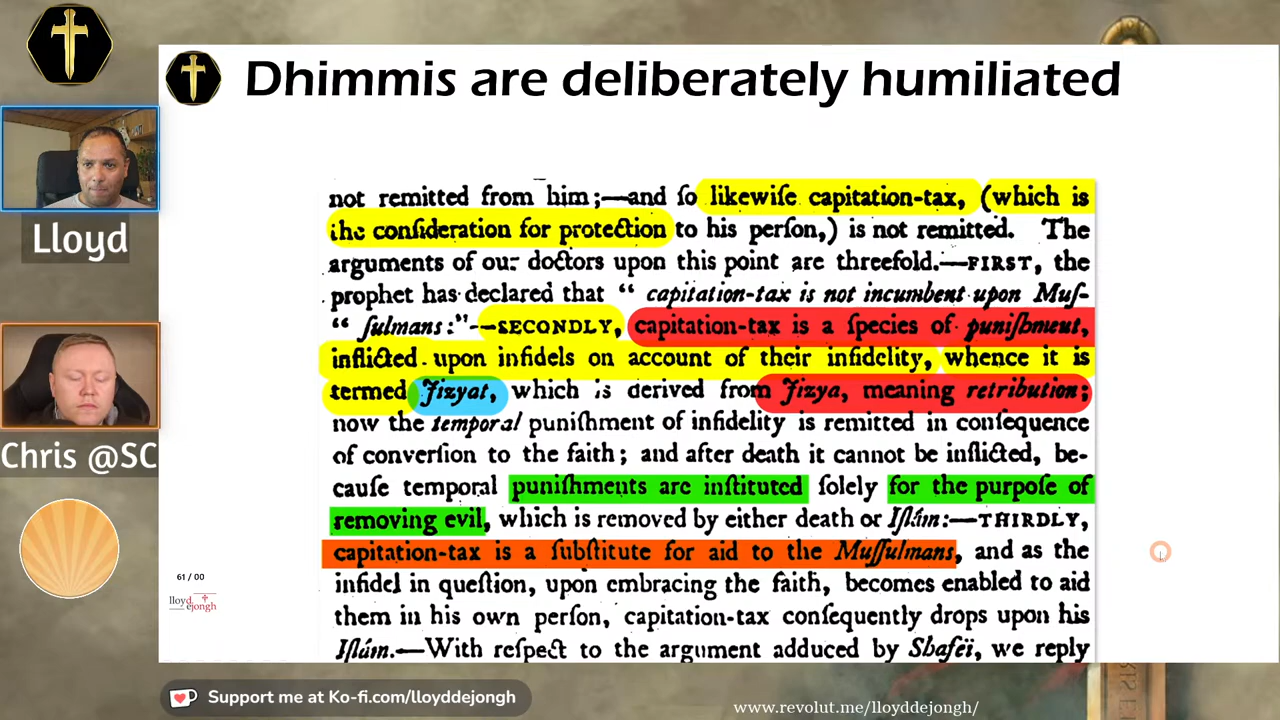 Dhimmis are deliberately humiliated
not remitted from him;—and ſo likewiſe capitation-tax, (which is
the conſideration for protection to his perſon,) is not remitted. The
arguments of our doctors upon this point are threefold.—FIRST, the
prophet has declared that “ capitation-tax is not incumbent upon Muſ-
“ ſulmans:”—SECONDLY, capitation-tax is a ſpecies of puniſhment,
inflicted upon infidels on account of their infidelity, whence it is
termed Jizyat, which is derived from Jizya, meaning retribution;
now the temporal puniſhment of infidelity is remitted in conſequence
of converſion to the faith; and after death it cannot be inflicted, be-
cauſe temporal puniſhments are inſtituted ſolely for the purpoſe of
removing evil, which is removed by either death or Iſlám:—THIRDLY,
capitation-tax is a ſubſtitute for aid to the Muſſulmans, and as the
infidel in queſtion, upon embracing the faith, becomes enabled to aid
them in his own perſon, capitation-tax conſequently drops upon his
Iſlám.—With reſpect to the argument adduced by Shafeï, we reply
Lloyd
Chris @SC
61 / 00
lloyd
dejongh
Support me at Ko-fi.com/lloyddejongh
www.revolut.me/lloyddejongh/